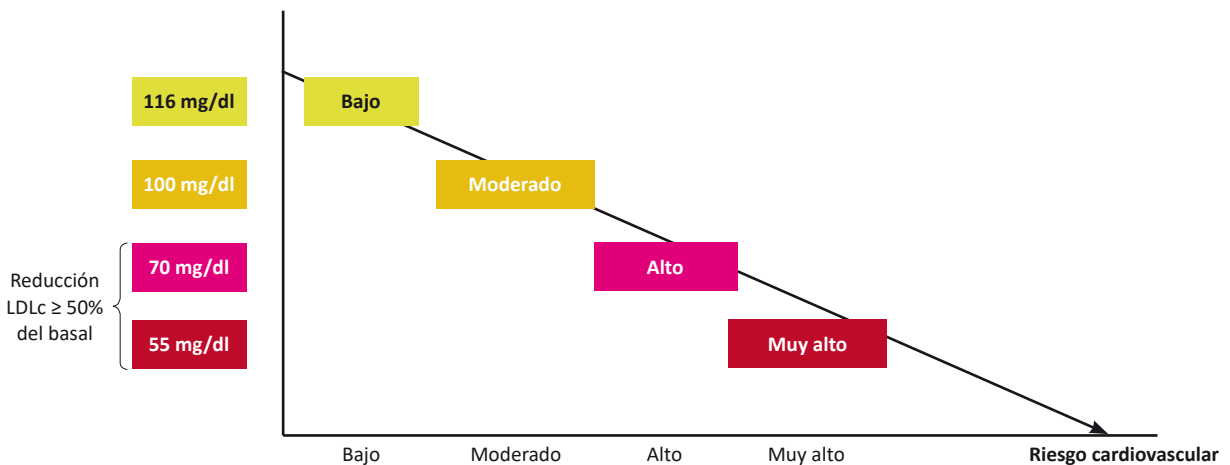 116 mg/dl
Bajo
100 mg/dl
Moderado
Reducción
LDLc ≥ 50%
del basal
70 mg/dl
Alto
55 mg/dl
Muy alto
Bajo
Moderado
Alto
Muy alto
Riesgo cardiovascular